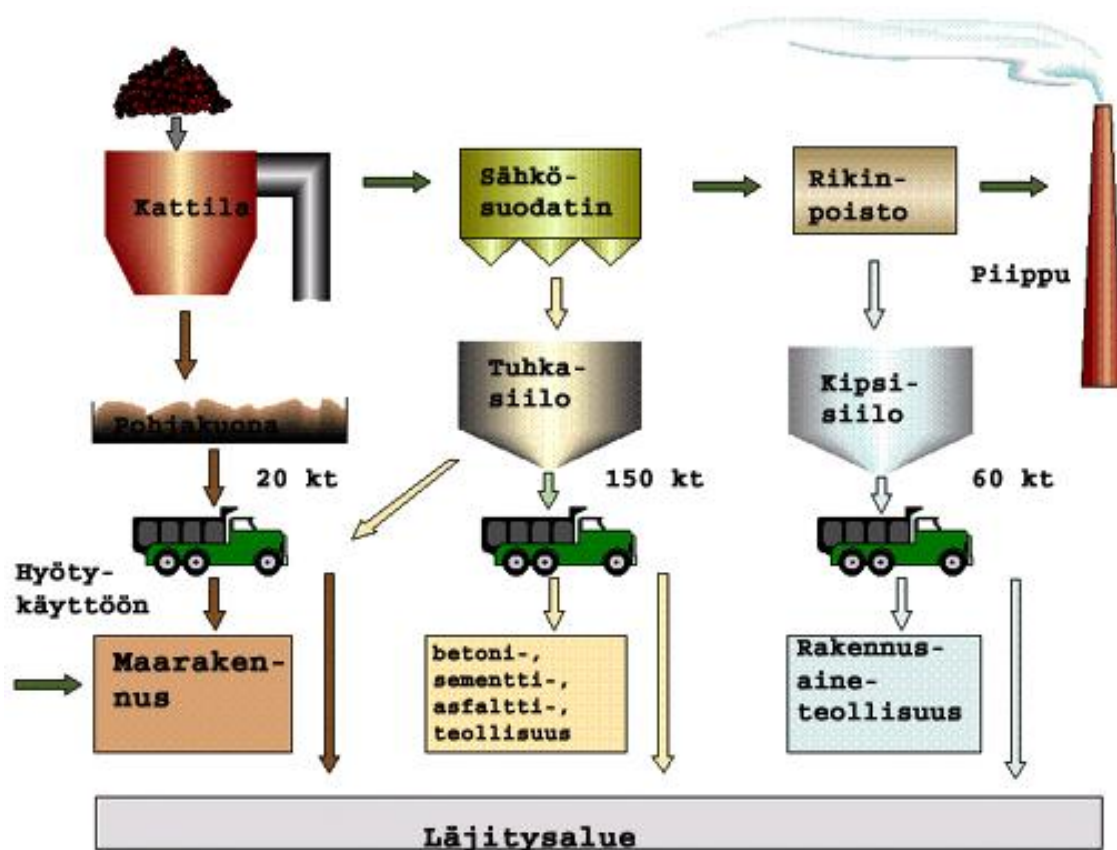 Kattila
Sähkö-
suodatin
Rikin-
poisto
Piippu
Pohjakuona
Tuhka-
siilo
Kipsi-
siilo
20 kt
150 kt
60 kt
Hyöty-
käyttöön
Maaraken-
nus
betoni-,
sementti-,
asfaltti-,
teollisuus
Rakennus-
aine-
teollisuus
Läjitysalue